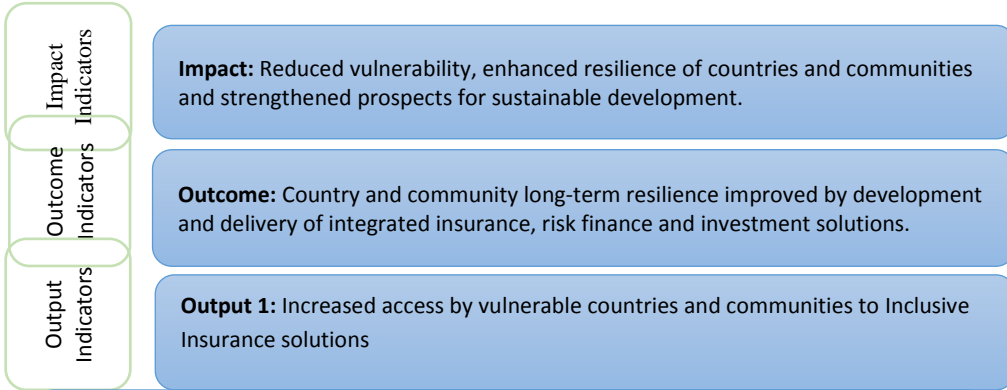 Impact
Indicators
Impact: Reduced vulnerability, enhanced resilience of countries and communities
and strengthened prospects for sustainable development.
Outcome
Indicators
Outcome: Country and community long-term resilience improved by development
and delivery of integrated insurance, risk finance and investment solutions.
Output
Indicators
Output 1: Increased access by vulnerable countries and communities to Inclusive
Insurance solutions